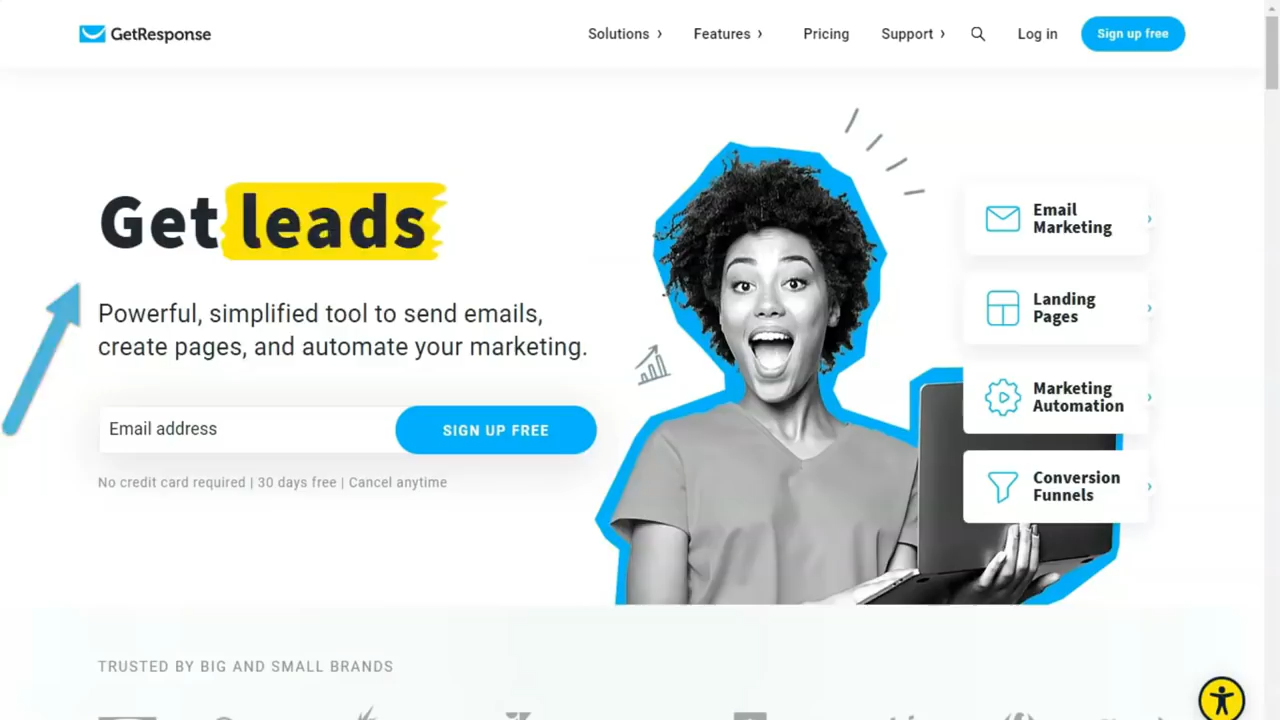 GetResponse
Solutions
Features
Pricing
Support
Log in
Sign up free
Get leads
Powerful, simplified tool to send emails,
create pages, and automate your marketing.
Email address
SIGN UP FREE
No credit card required | 30 days free | Cancel anytime
Email
Marketing
Landing
Pages
Marketing
Automation
Conversion
Funnels
TRUSTED BY BIG AND SMALL BRANDS